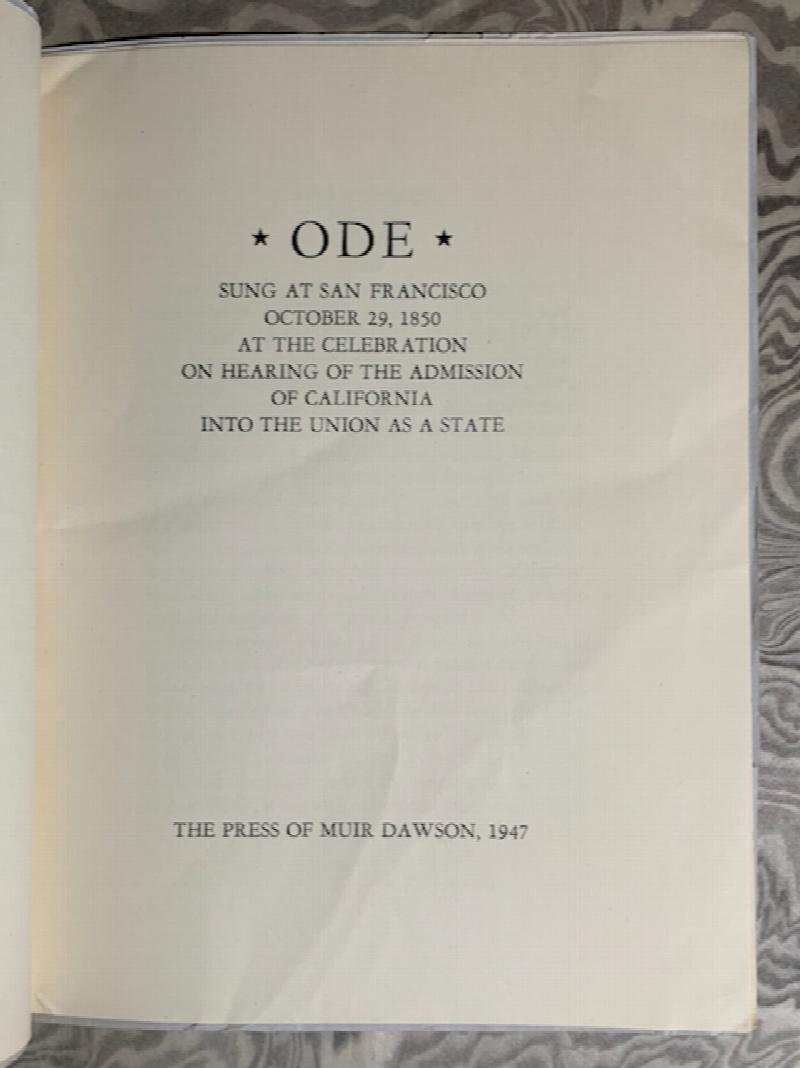 ★ ODE ★
SUNG AT SAN FRANCISCO
OCTOBER 29, 1850
AT THE CELEBRATION
ON HEARING OF THE ADMISSION
OF CALIFORNIA
INTO THE UNION AS A STATE
THE PRESS OF MUIR DAWSON, 1947